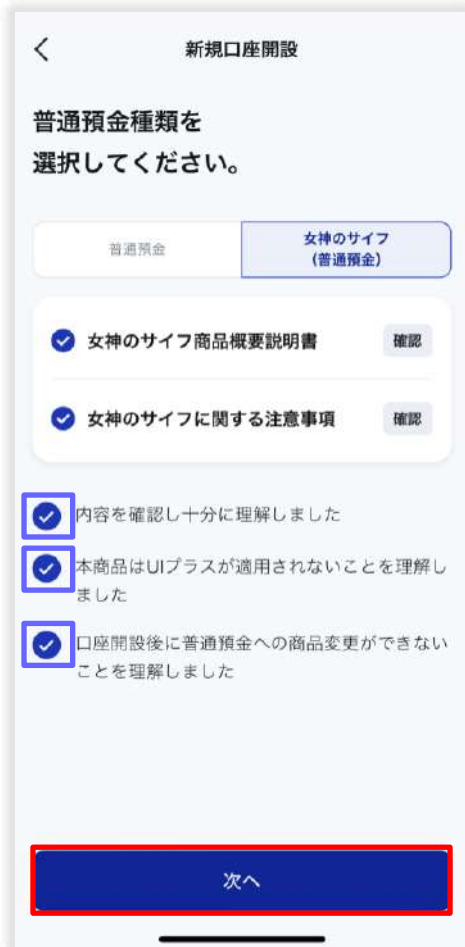 新規口座開設
普通預金種類を
選択してください。
普通預金
女神のサイフ
(普通預金)
女神のサイフ商品概要説明書
確認
女神のサイフに関する注意事項
確認
内容を確認し十分に理解しました
本商品はUIプラスが適用されないことを理解し
ました
口座開設後に普通預金への商品変更ができない
ことを理解しました
次へ